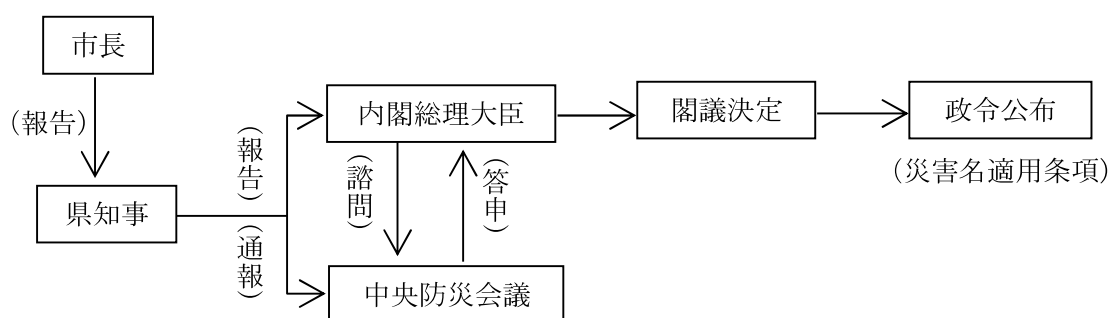 市長
(報告)
県知事
(報告)
(通報)
内閣総理大臣
(諮問)
(答申)
中央防災会議
閣議決定
政令公布
(災害名適用条項)